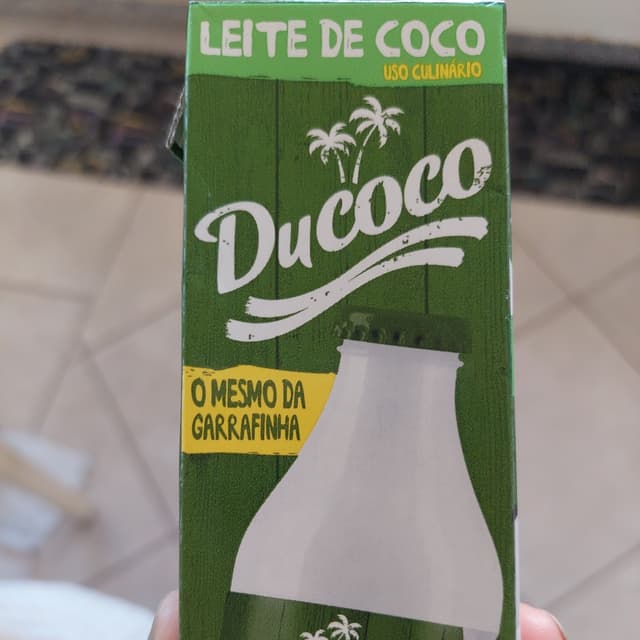 LEITE DE COCO
USO CULINÁRIO
Ducoco
O MESMO DA
GARRAFINHA